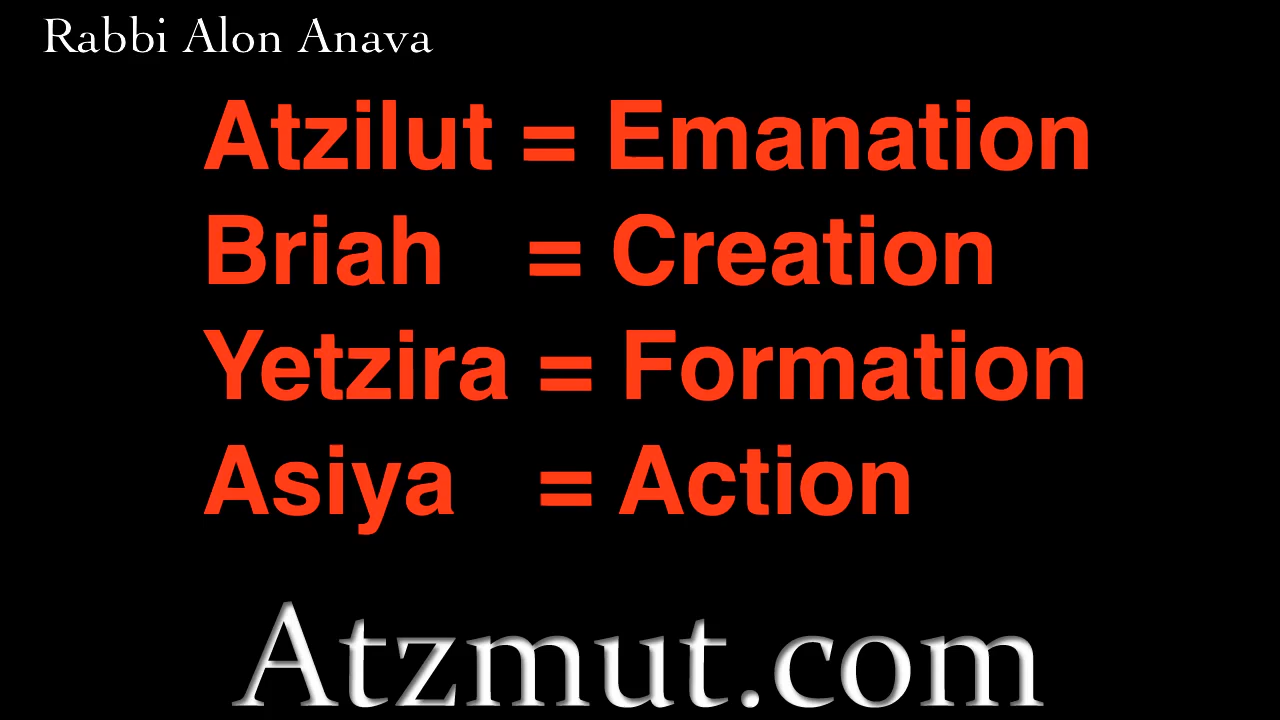 Rabbi Alon Anava
Atzilut = Emanation
Briah = Creation
Yetzira = Formation
Asiya = Action
Atzmut.com